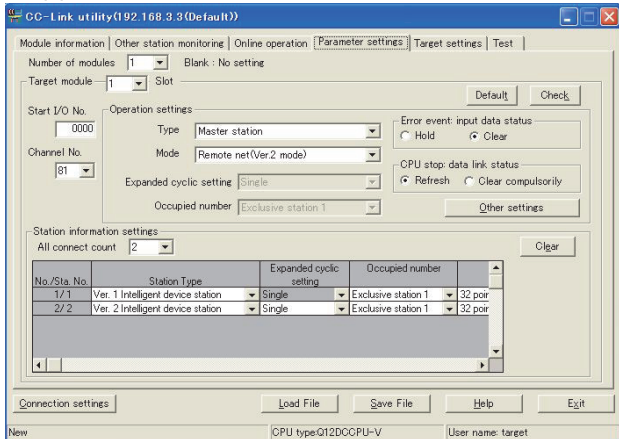 CC-Link utility(192.168.3.3(Default))
Module information Other station monitoring Online operation Parameter settings Target settings Test
Number of modules 1 Blank : No setting
Target module 1 Slot
Default Check
Start I/O No. Operation settings
0000 Type Master station
Error event: input data status
Hold Clear
Channel No. Mode Remote net(Ver.2 mode)
81
CPU stop: data link status
Expanded cyclic setting Single
Refresh Clear compulsorily
Occupied number Exclusive station 1
Other settings
Station information settings
All connect count 2 Clear
No./Sta. No. Station Type Expanded cyclic setting Occupied number
1/1 Ver. 1 Intelligent device station Single Exclusive station 1 32 poir
2/2 Ver. 2 Intelligent device station Single Exclusive station 1 32 poir
Connection settings Load File Save File Help Exit
New CPU type:Q12DCCPU-V User name: target